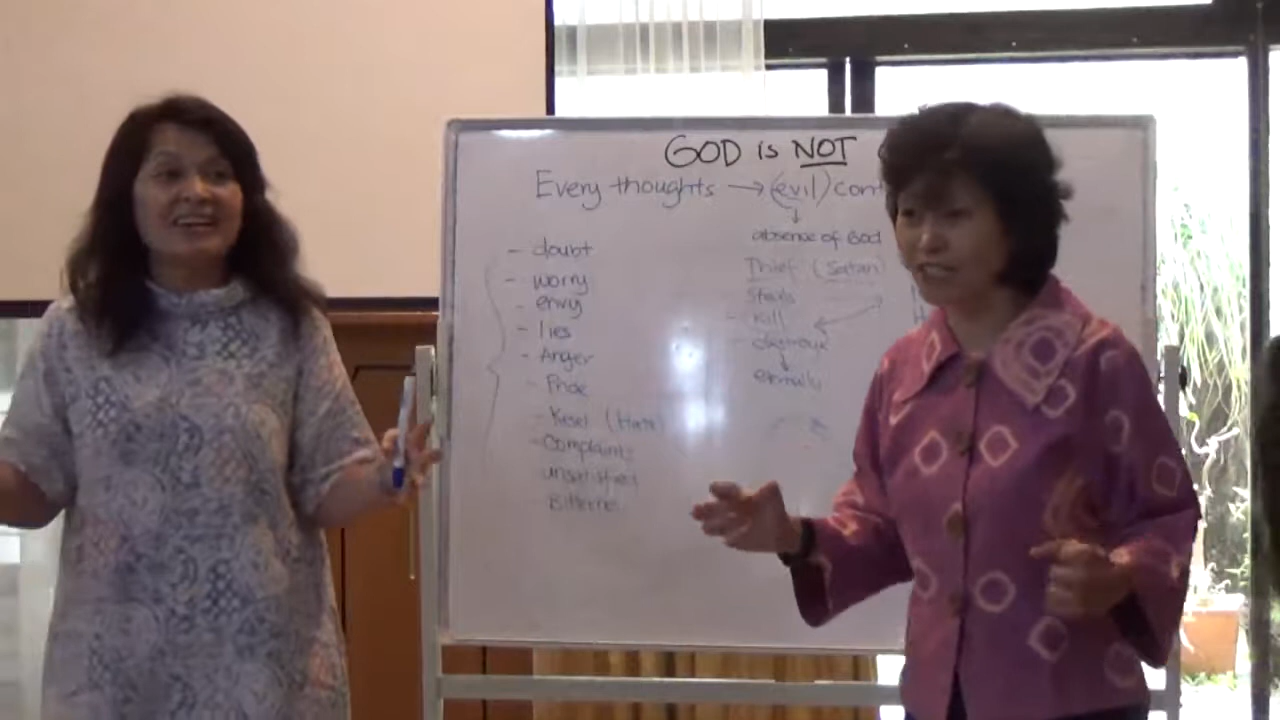 GOD is NOT
Every thoughts → (evil) cont
absence of God
- doubt
Thief (Satan)
- worry
Steals
- envy
- Kill
- lies
- destroy
- Anger
eternally
- Pride
- Kesel (Hate)
- Complaints
unsatisfied
Bitterness